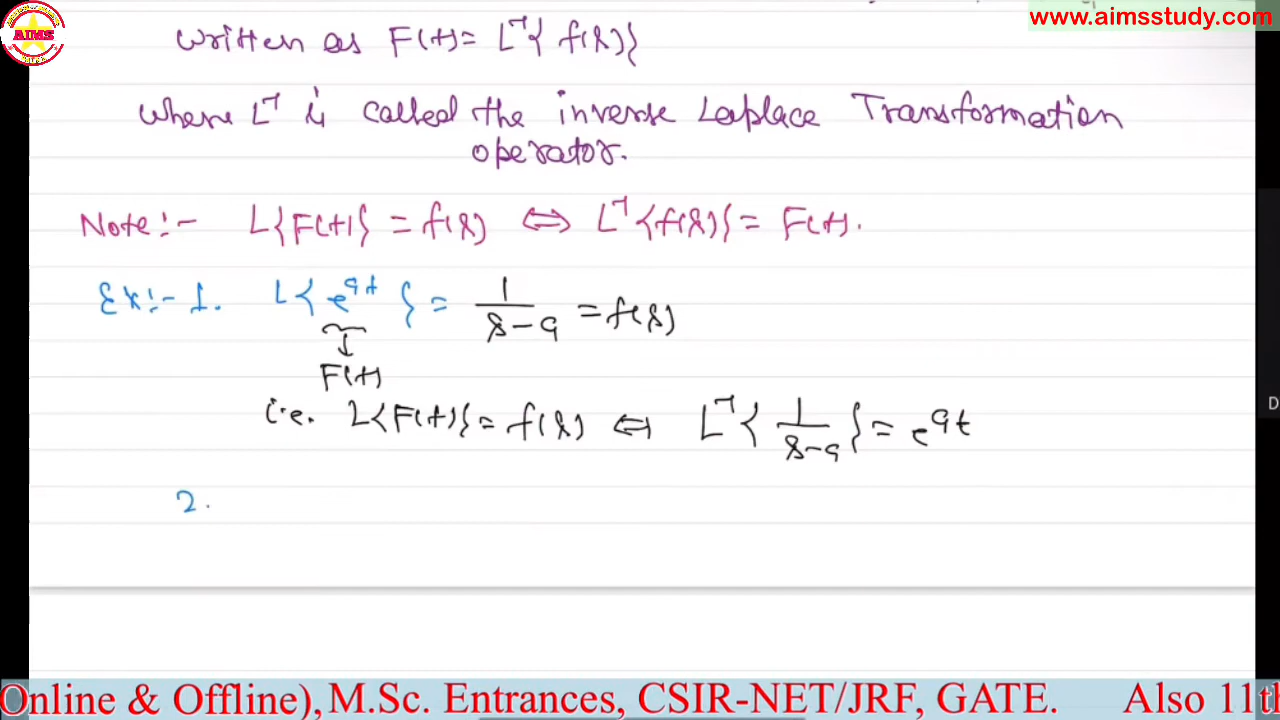 AIMS
www.aimsstudy.com
written as F(t) = L⁻¹{ f(s)}
where L⁻¹ is called the inverse Laplace Transformation
operator.
Note:- L{F(t)} = f(s) ⇔ L⁻¹{f(s)} = F(t).
Ex:- 1. L{ e^at } = 1/(s-a) = f(s)
↓
F(t)
i.e. L{F(t)} = f(s) ⇔ L⁻¹{ 1/(s-a) } = e^at
2.
D
Online & Offline), M.Sc. Entrances, CSIR-NET/JRF, GATE. Also 11th